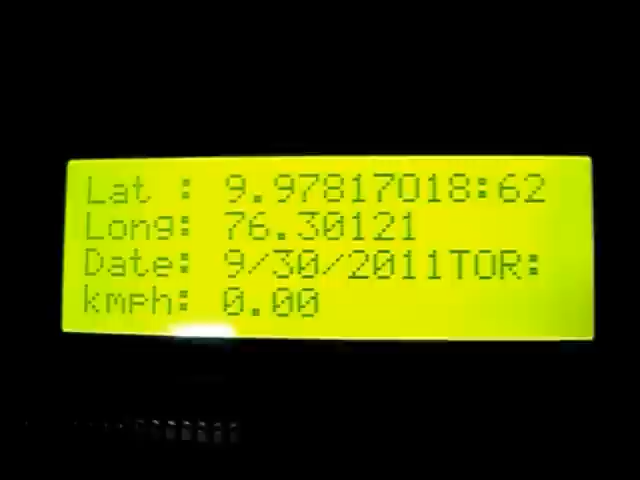 Lat : 9.97817018:62
Long: 76.30121
Date: 9/30/2011TOR:
kmph: 0.00